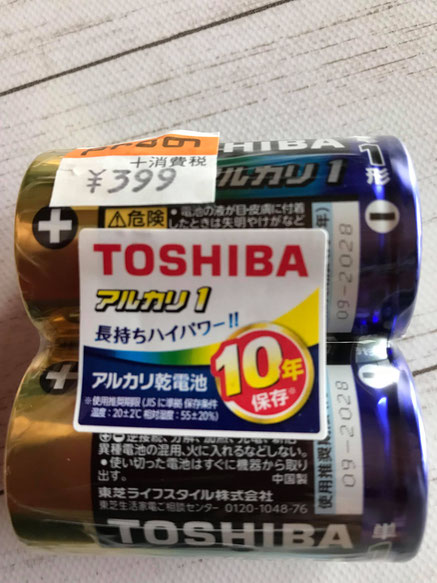 +消費税
¥399
TOSHIBA
1形
アルカリ1
⚠危険
・電池の液が目・皮膚に付着
したときは失明やけがなど
09-2028
TOSHIBA
アルカリ1
長持ちハイパワー!!
アルカリ乾電池
10年
保存※
※使用推奨期限(JISに準拠 保存条件
温度:20±2℃ 相対湿度:55±20%)
09-2028
使用推奨期限
異種電池の混用、火に入れるなどしない。
・使い切った電池はすぐに機器から取り
出す。
中国製
東芝ライフスタイル株式会社
東芝生活家電ご相談センター 0120-1048-76
TOSHIBA
単1